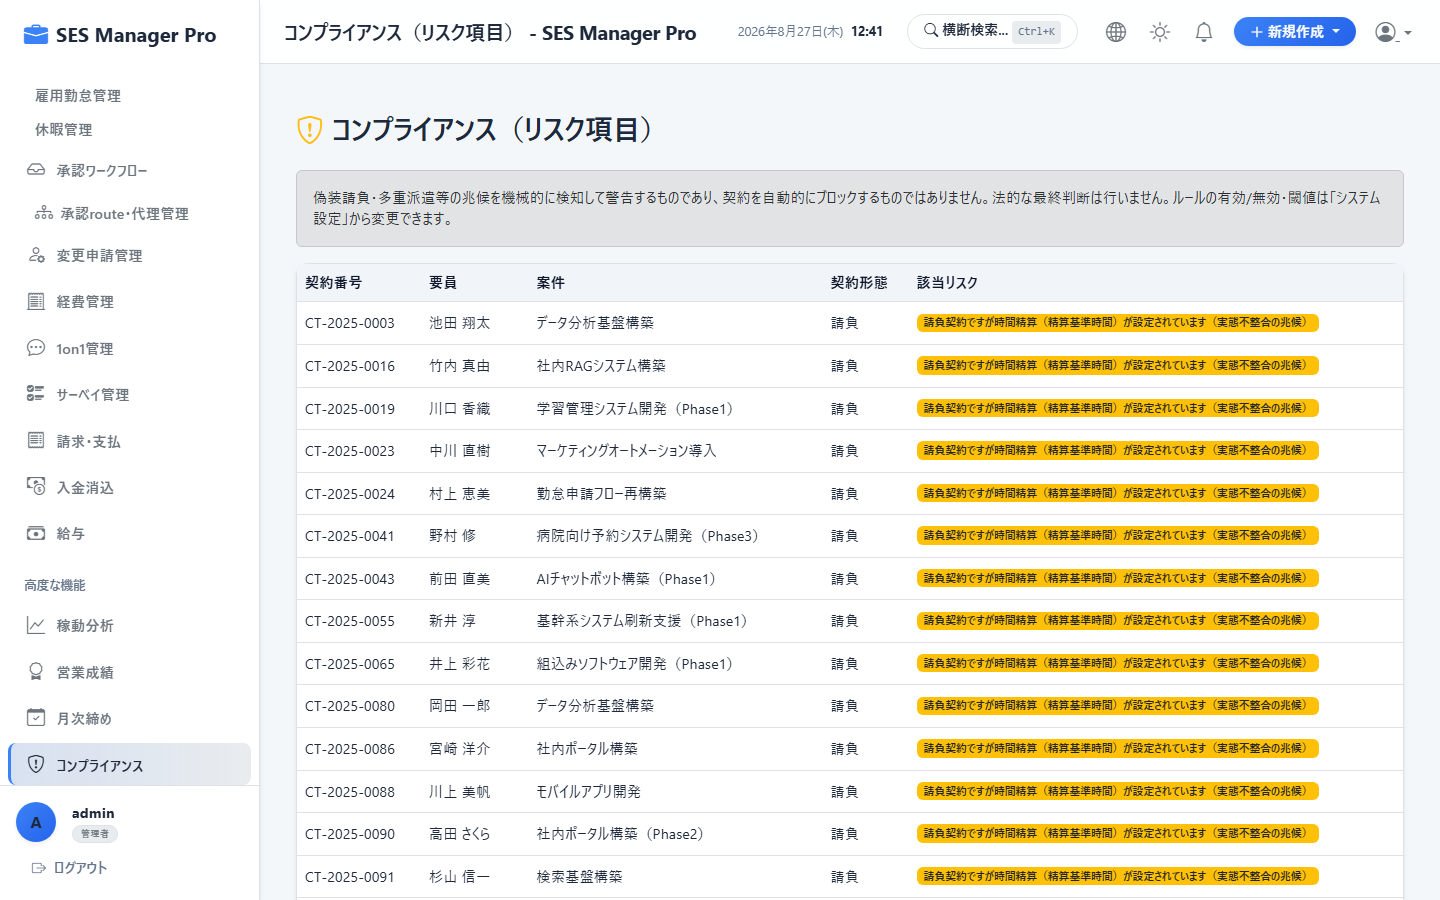 SES Manager Pro
コンプライアンス（リスク項目） - SES Manager Pro
2026年8月27日(木) 12:41
横断検索... Ctrl+K
新規作成
雇用勤怠管理
休暇管理
承認ワークフロー
承認route・代理管理
変更申請管理
経費管理
1on1管理
サーベイ管理
請求・支払
入金消込
給与
高度な機能
稼動分析
営業成績
月次締め
コンプライアンス
A
admin
管理者
ログアウト
コンプライアンス（リスク項目）
偽装請負・多重派遣等の兆候を機械的に検知して警告するものであり、契約を自動的にブロックするものではありません。法的な最終判断は行いません。ルールの有効/無効・閾値は「システム
設定」から変更できます。
契約番号 要員 案件 契約形態 該当リスク
CT-2025-0003 池田 翔太 データ分析基盤構築 請負 請負契約ですが時間精算（精算基準時間）が設定されています（実態不整合の兆候）
CT-2025-0016 竹内 真由 社内RAGシステム構築 請負 請負契約ですが時間精算（精算基準時間）が設定されています（実態不整合の兆候）
CT-2025-0019 川口 香織 学習管理システム開発（Phase1） 請負 請負契約ですが時間精算（精算基準時間）が設定されています（実態不整合の兆候）
CT-2025-0023 中川 直樹 マーケティングオートメーション導入 請負 請負契約ですが時間精算（精算基準時間）が設定されています（実態不整合の兆候）
CT-2025-0024 村上 恵美 勤怠申請フロー再構築 請負 請負契約ですが時間精算（精算基準時間）が設定されています（実態不整合の兆候）
CT-2025-0041 野村 修 病院向け予約システム開発（Phase3） 請負 請負契約ですが時間精算（精算基準時間）が設定されています（実態不整合の兆候）
CT-2025-0043 前田 直美 AIチャットボット構築（Phase1） 請負 請負契約ですが時間精算（精算基準時間）が設定されています（実態不整合の兆候）
CT-2025-0055 新井 淳 基幹系システム刷新支援（Phase1） 請負 請負契約ですが時間精算（精算基準時間）が設定されています（実態不整合の兆候）
CT-2025-0065 井上 彩花 組込みソフトウェア開発（Phase1） 請負 請負契約ですが時間精算（精算基準時間）が設定されています（実態不整合の兆候）
CT-2025-0080 岡田 一郎 データ分析基盤構築 請負 請負契約ですが時間精算（精算基準時間）が設定されています（実態不整合の兆候）
CT-2025-0086 宮崎 洋介 社内ポータル構築 請負 請負契約ですが時間精算（精算基準時間）が設定されています（実態不整合の兆候）
CT-2025-0088 川上 美帆 モバイルアプリ開発 請負 請負契約ですが時間精算（精算基準時間）が設定されています（実態不整合の兆候）
CT-2025-0090 高田 さくら 社内ポータル構築（Phase2） 請負 請負契約ですが時間精算（精算基準時間）が設定されています（実態不整合の兆候）
CT-2025-0091 杉山 信一 検索基盤構築 請負 請負契約ですが時間精算（精算基準時間）が設定されています（実態不整合の兆候）